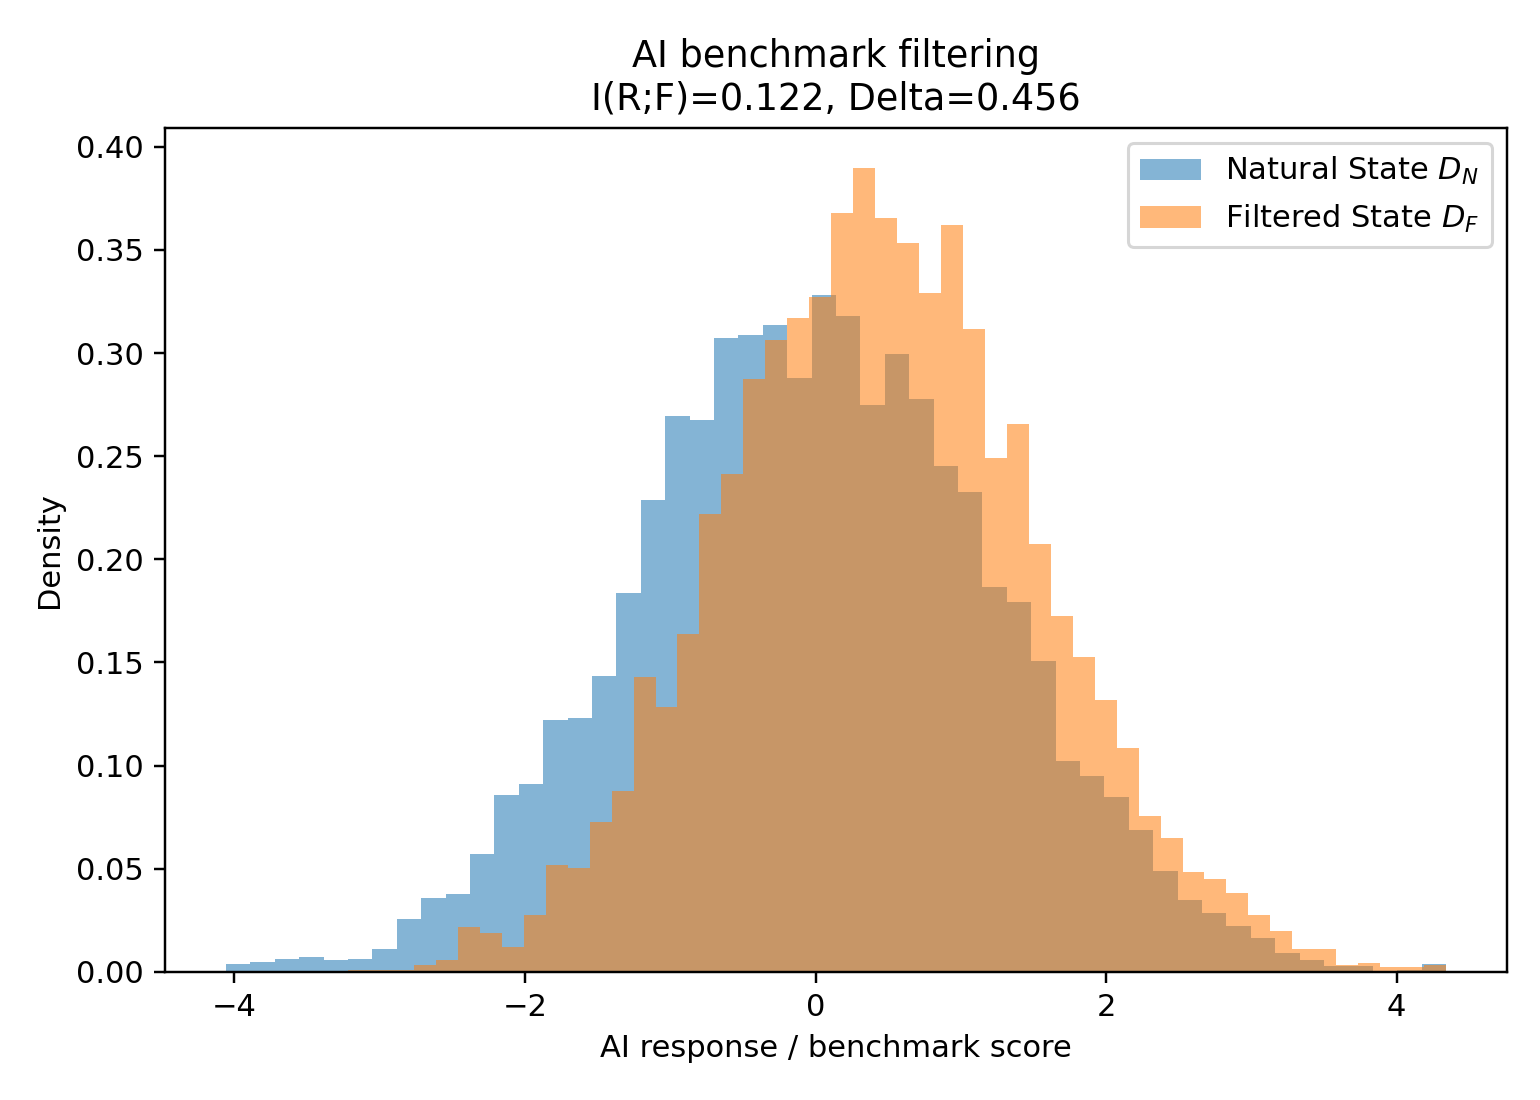 AI benchmark filtering
I(R;F)=0.122, Delta=0.456
Natural State D_N
Filtered State D_F
0.40
0.35
0.30
0.25
0.20
0.15
0.10
0.05
0.00
Density
−4
−2
0
2
4
AI response / benchmark score